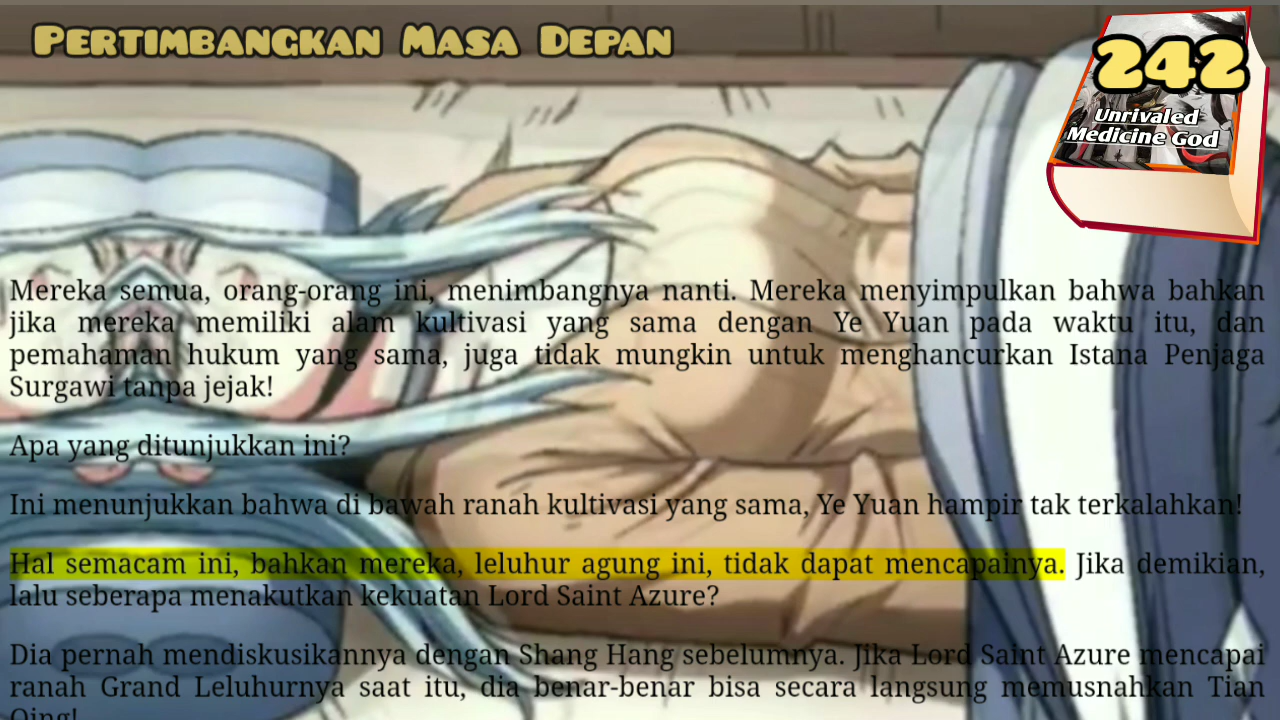 Pertimbangkan Masa Depan
242
Unrivaled
Medicine God
Mereka semua, orang-orang ini, menimbangnya nanti. Mereka menyimpulkan bahwa bahkan
jika mereka memiliki alam kultivasi yang sama dengan Ye Yuan pada waktu itu, dan
pemahaman hukum yang sama, juga tidak mungkin untuk menghancurkan Istana Penjaga
Surgawi tanpa jejak!
Apa yang ditunjukkan ini?
Ini menunjukkan bahwa di bawah ranah kultivasi yang sama, Ye Yuan hampir tak terkalahkan!
Hal semacam ini, bahkan mereka, leluhur agung ini, tidak dapat mencapainya. Jika demikian,
lalu seberapa menakutkan kekuatan Lord Saint Azure?
Dia pernah mendiskusikannya dengan Shang Hang sebelumnya. Jika Lord Saint Azure mencapai
ranah Grand Leluhurnya saat itu, dia benar-benar bisa secara langsung memusnahkan Tian
Qing!